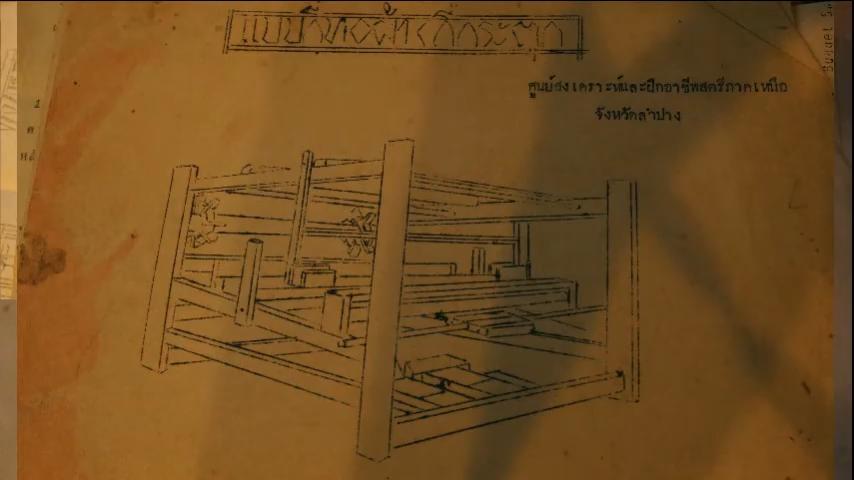 แบบกี่ทอผ้ากี่กระตุก
ศูนย์สงเคราะห์และฝึกอาชีพสตรีภาคเหนือ
จังหวัดลำปาง